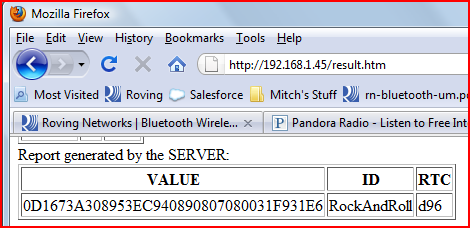 Mozilla Firefox
File Edit View History Bookmarks Tools Help
http://192.168.1.45/result.htm
Most Visited Roving Salesforce Mitch's Stuff rn-bluetooth-um.p
Roving Networks | Bluetooth Wirele... Pandora Radio - Listen to Free Int
Report generated by the SERVER:
VALUE ID RTC
0D1673A308953EC940890807080031F931E6 RockAndRoll d96